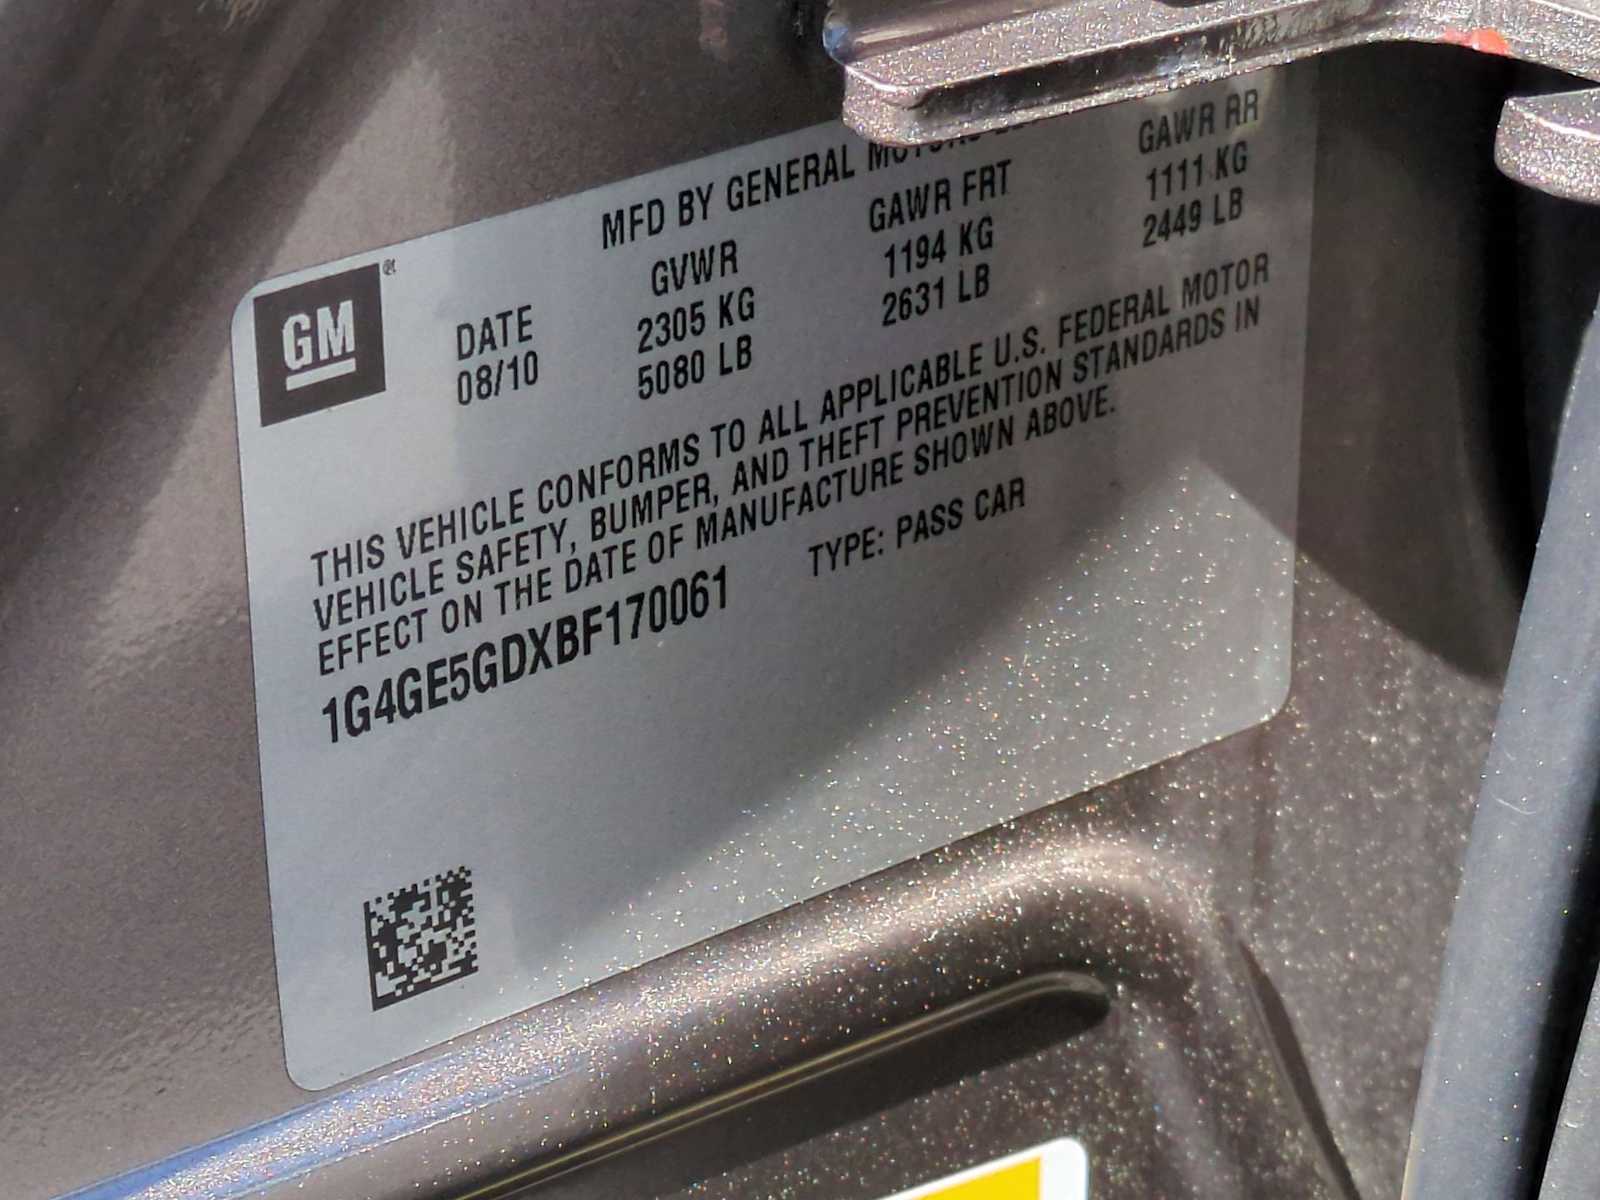 MFD BY GENERAL MOTORS
GM
DATE GVWR GAWR FRT GAWR RR
08/10 2305 KG 1194 KG 1111 KG
5080 LB 2631 LB 2449 LB
THIS VEHICLE CONFORMS TO ALL APPLICABLE U.S. FEDERAL MOTOR
VEHICLE SAFETY, BUMPER, AND THEFT PREVENTION STANDARDS IN
EFFECT ON THE DATE OF MANUFACTURE SHOWN ABOVE.
1G4GE5GDXBF170061 TYPE: PASS CAR